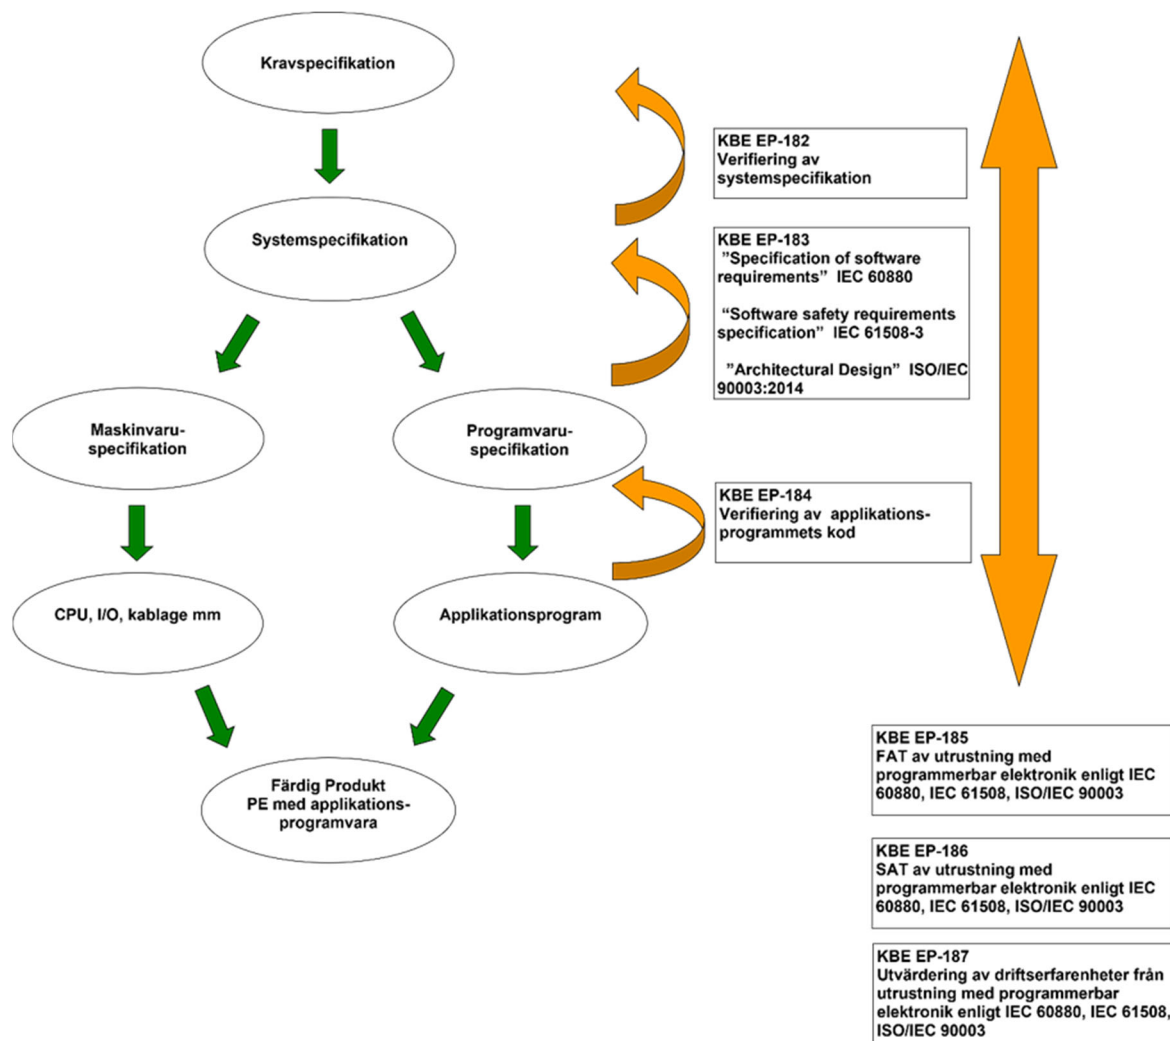 Kravspecifikation
KBE EP-182
Verifiering av
systemspecifikation
Systemspecifikation
KBE EP-183
”Specification of software
requirements” IEC 60880
“Software safety requirements
specification” IEC 61508-3
”Architectural Design” ISO/IEC
90003:2014
Maskinvaru-
specifikation
Programvaru-
specifikation
KBE EP-184
Verifiering av applikations-
programmets kod
CPU, I/O, kablage mm
Applikationsprogram
Färdig Produkt
PE med applikations-
programvara
KBE EP-185
FAT av utrustning med
programmerbar elektronik enligt IEC
60880, IEC 61508, ISO/IEC 90003
KBE EP-186
SAT av utrustning med
programmerbar elektronik enligt IEC
60880, IEC 61508, ISO/IEC 90003
KBE EP-187
Utvärdering av driftserfarenheter från
utrustning med programmerbar
elektronik enligt IEC 60880, IEC 61508,
ISO/IEC 90003